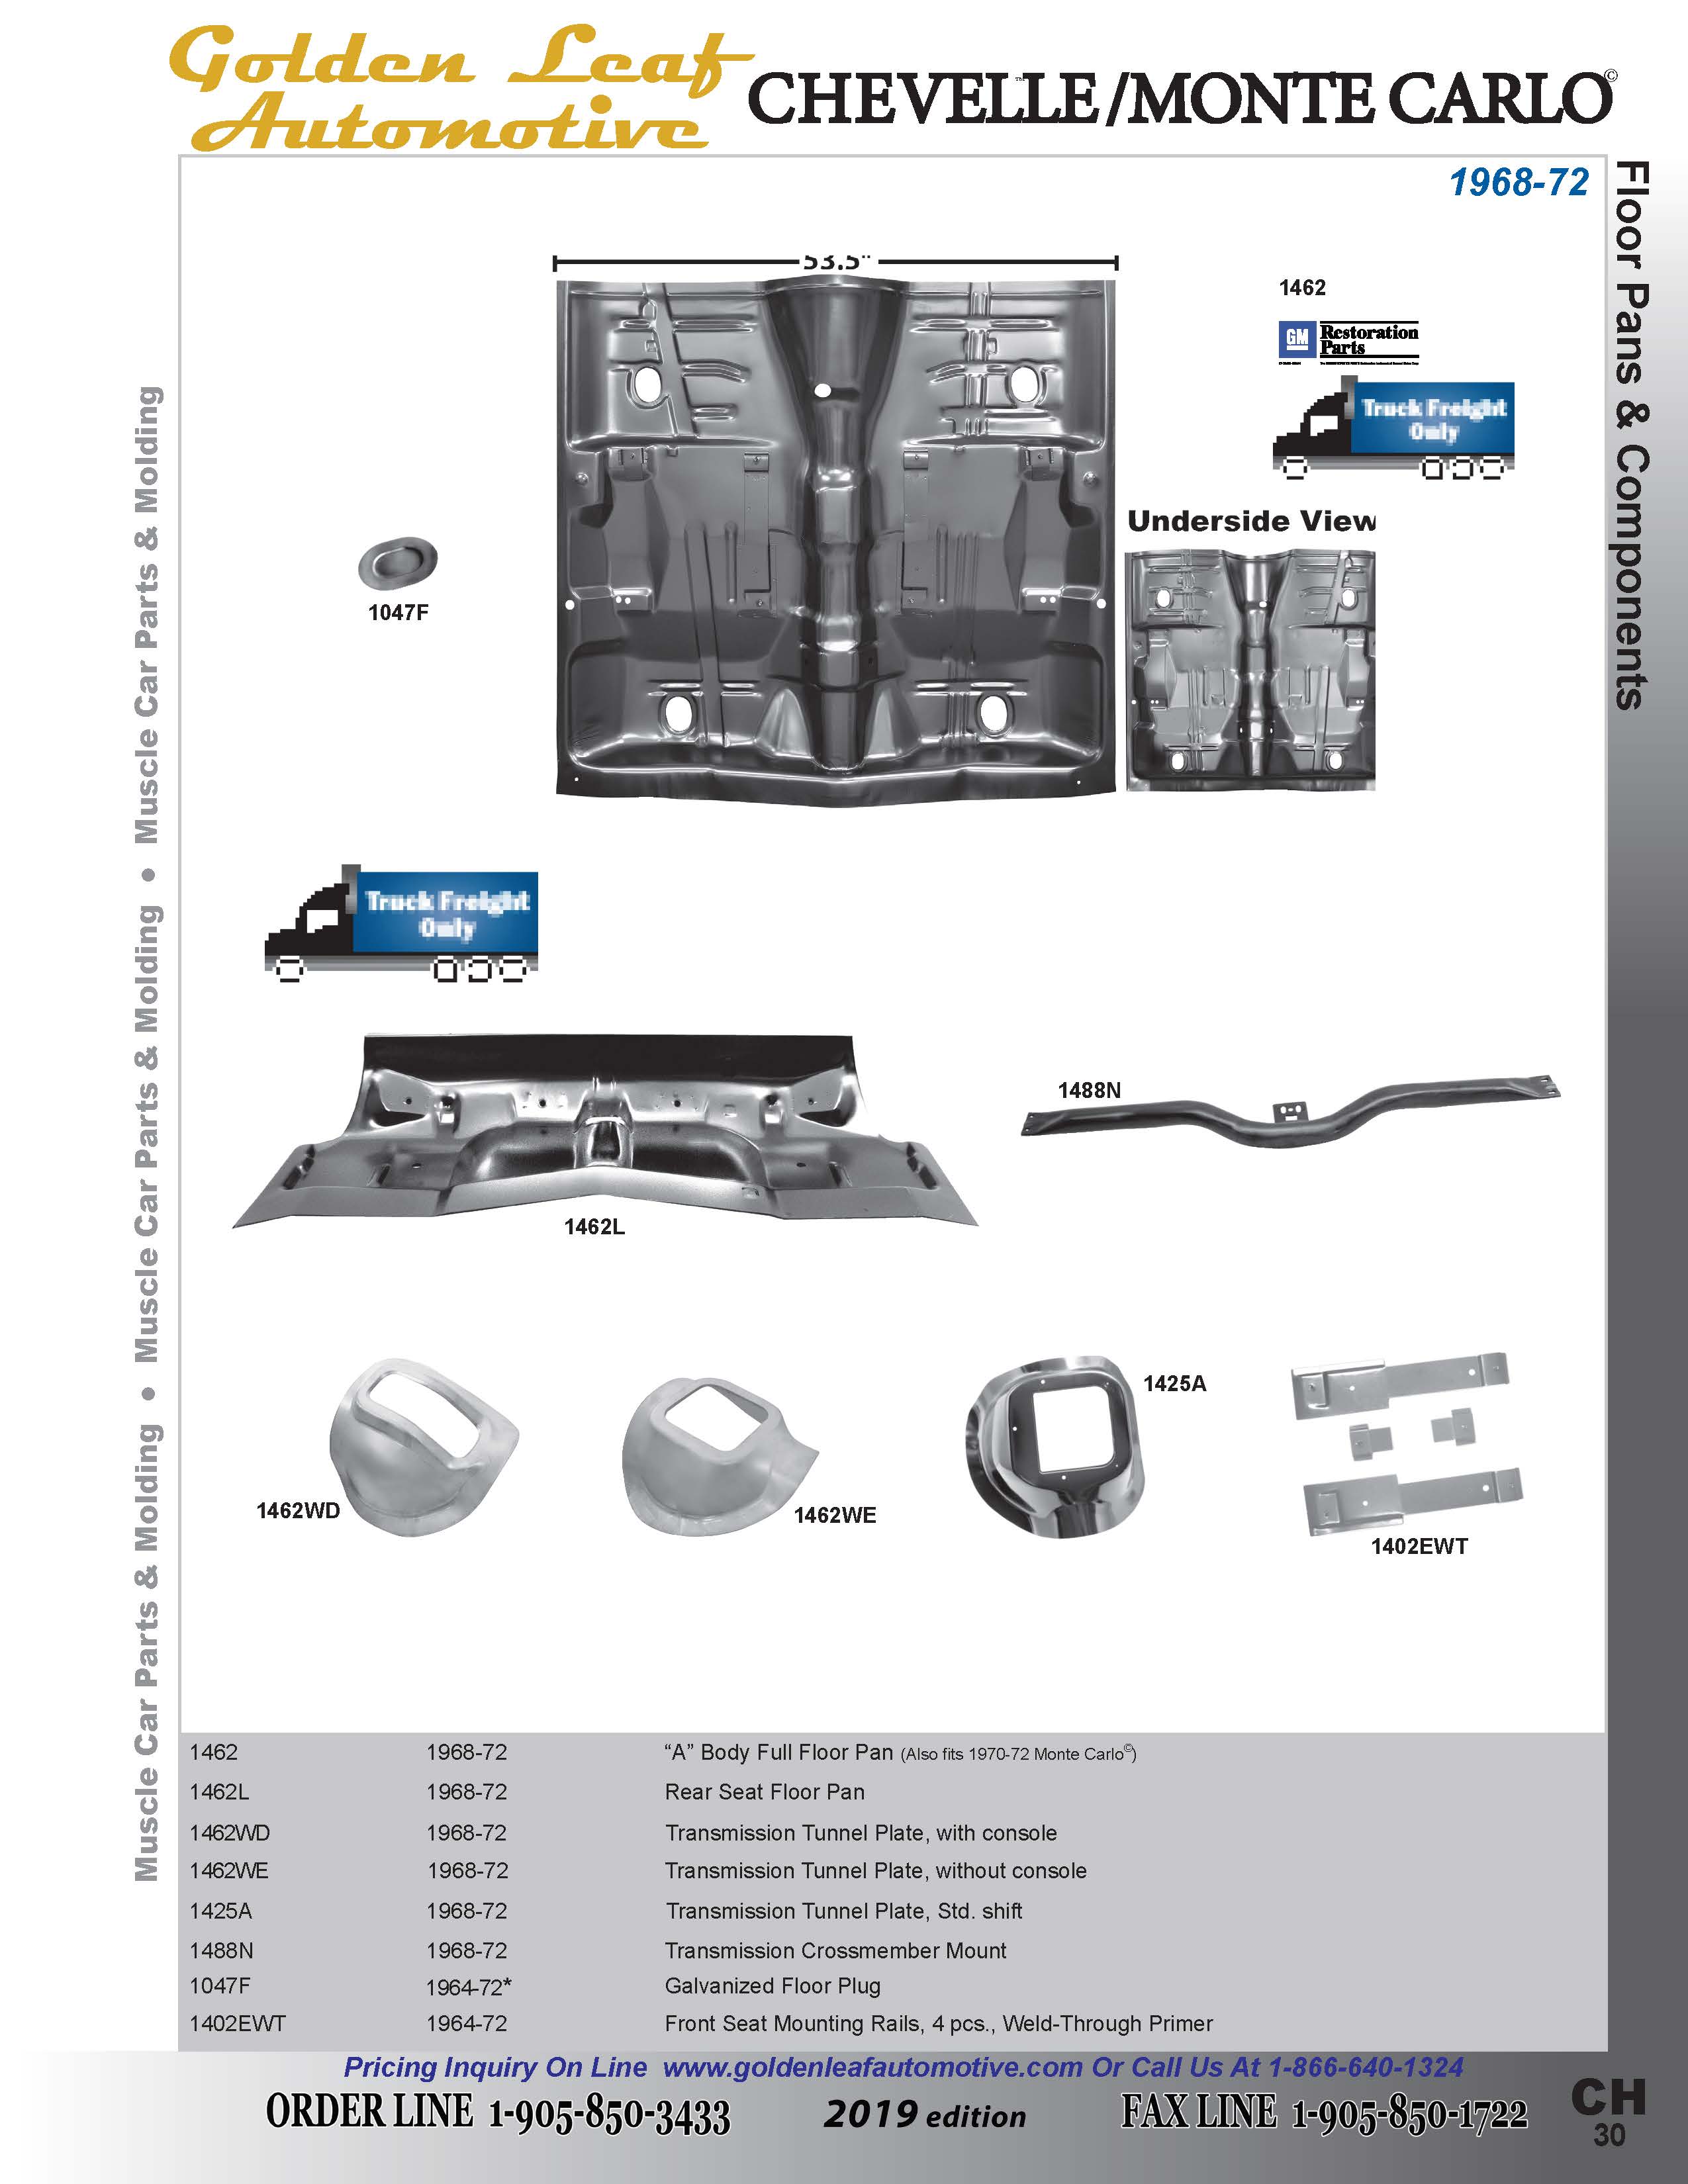 Golden Leaf
Automotive
CHEVELLE™/MONTE CARLO©
1968-72
Floor Pans & Components
Muscle Car Parts & Molding • Muscle Car Parts & Molding • Muscle Car Parts & Molding
53.5"
1462
GM Restoration
Parts
Truck Freight
Only
Underside View
1047F
Truck Freight
Only
1488N
1462L
1425A
1462WD
1462WE
1402EWT
1462 1968-72 “A” Body Full Floor Pan (Also fits 1970-72 Monte Carlo©)
1462L 1968-72 Rear Seat Floor Pan
1462WD 1968-72 Transmission Tunnel Plate, with console
1462WE 1968-72 Transmission Tunnel Plate, without console
1425A 1968-72 Transmission Tunnel Plate, Std. shift
1488N 1968-72 Transmission Crossmember Mount
1047F 1964-72* Galvanized Floor Plug
1402EWT 1964-72 Front Seat Mounting Rails, 4 pcs., Weld-Through Primer
Pricing Inquiry On Line www.goldenleafautomotive.com Or Call Us At 1-866-640-1324
ORDER LINE 1-905-850-3433 2019 edition FAX LINE 1-905-850-1722
CH
30